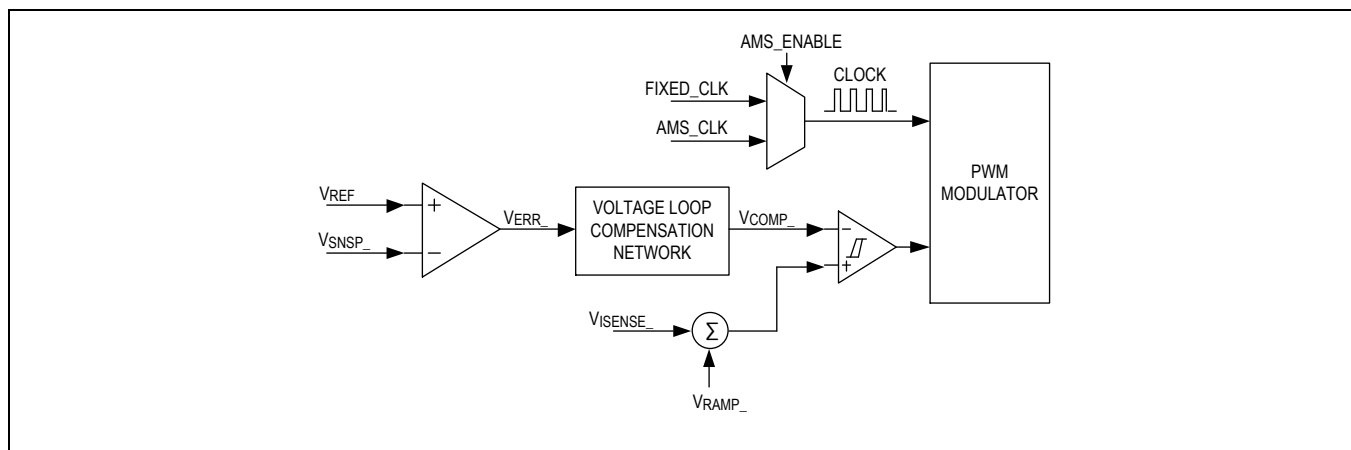 AMS_ENABLE
CLOCK
FIXED_CLK
AMS_CLK
PWM
MODULATOR
VREF
+
VERR_
VOLTAGE LOOP
COMPENSATION
NETWORK
VCOMP_
−
VSNSP_
−
+
VISENSE_
Σ
VRAMP_